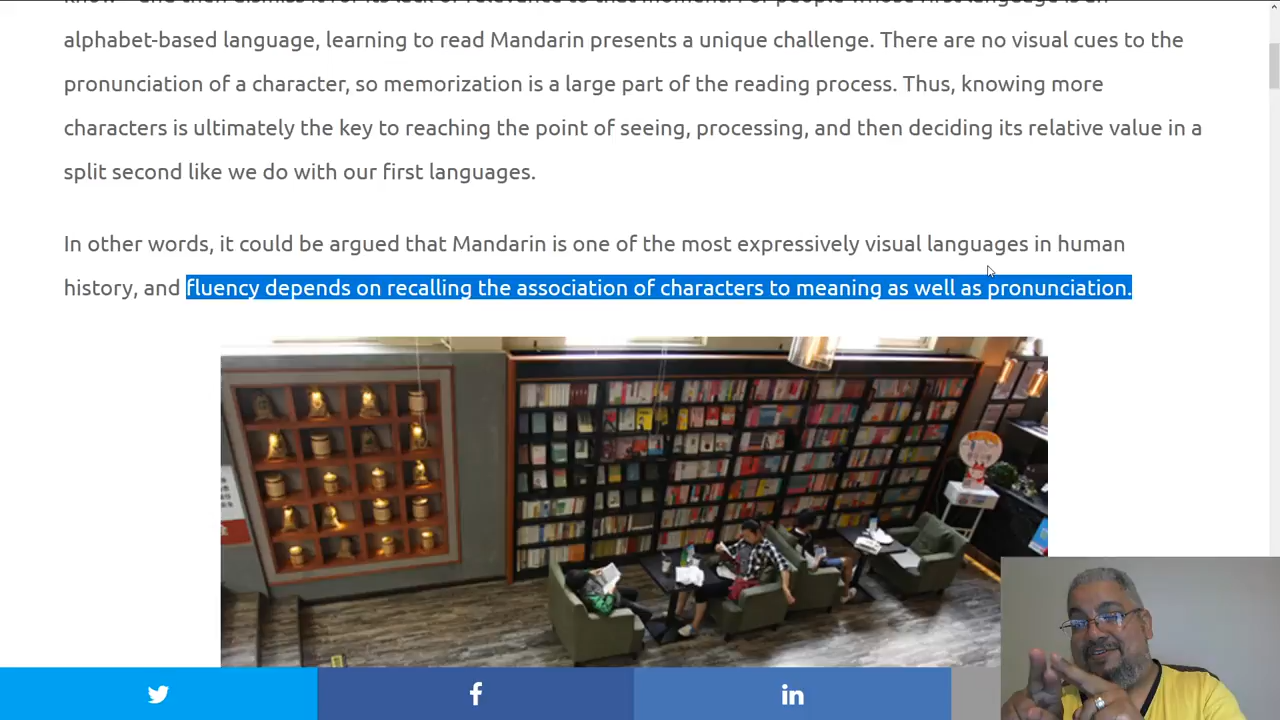 alphabet-based language, learning to read Mandarin presents a unique challenge. There are no visual cues to the
pronunciation of a character, so memorization is a large part of the reading process. Thus, knowing more
characters is ultimately the key to reaching the point of seeing, processing, and then deciding its relative value in a
split second like we do with our first languages.
In other words, it could be argued that Mandarin is one of the most expressively visual languages in human
history, and fluency depends on recalling the association of characters to meaning as well as pronunciation.